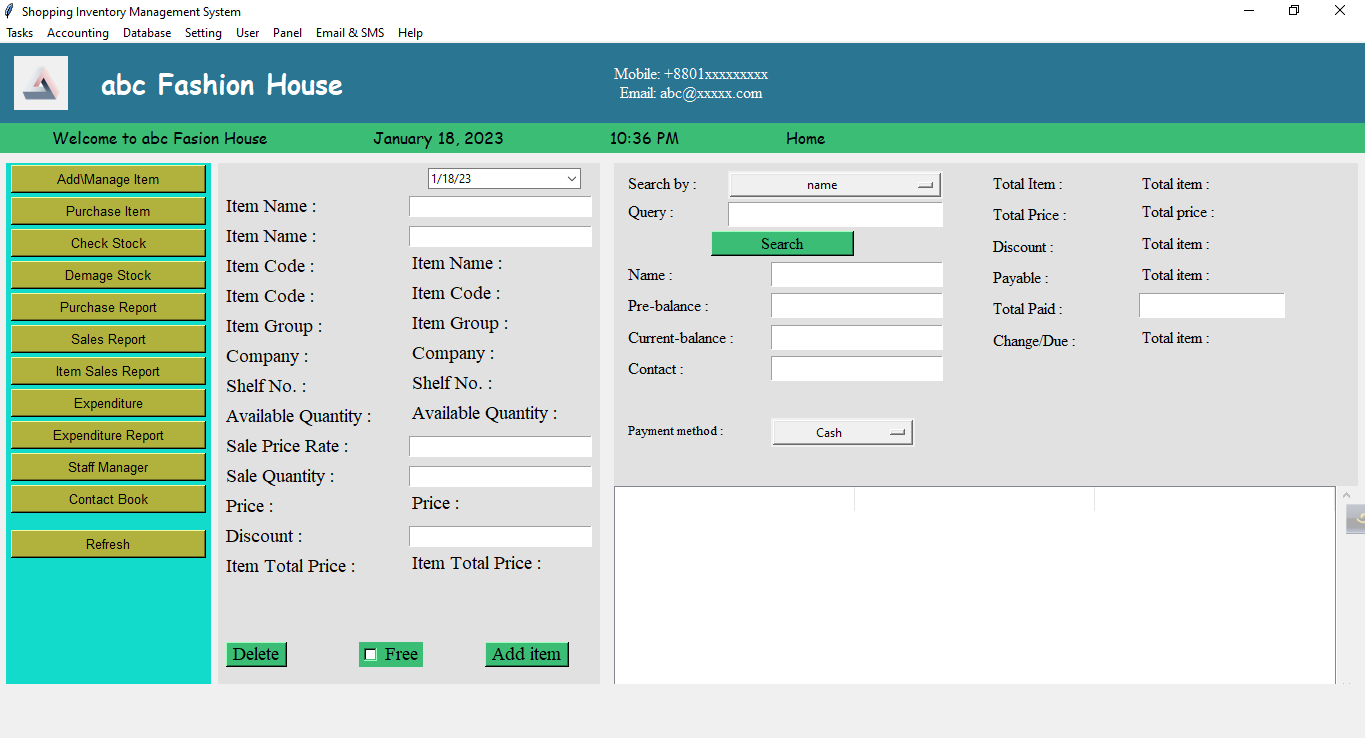 Shopping Inventory Management System
Tasks Accounting Database Setting User Panel Email & SMS Help
abc Fashion House
Mobile: +8801xxxxxxxxx
Email: abc@xxxxx.com
Welcome to abc Fasion House January 18, 2023 10:36 PM Home
Add\Manage Item
Purchase Item
Check Stock
Demage Stock
Purchase Report
Sales Report
Item Sales Report
Expenditure
Expenditure Report
Staff Manager
Contact Book
Refresh
1/18/23
Item Name :
Item Name :
Item Code : Item Name :
Item Code : Item Code :
Item Group : Item Group :
Company : Company :
Shelf No. : Shelf No. :
Available Quantity : Available Quantity :
Sale Price Rate :
Sale Quantity :
Price : Price :
Discount :
Item Total Price : Item Total Price :
Delete Free Add item
Search by : name
Query :
Search
Name :
Pre-balance :
Current-balance :
Contact :
Payment method : Cash
Total Item : Total item :
Total Price : Total price :
Discount : Total item :
Payable : Total item :
Total Paid :
Change/Due : Total item :